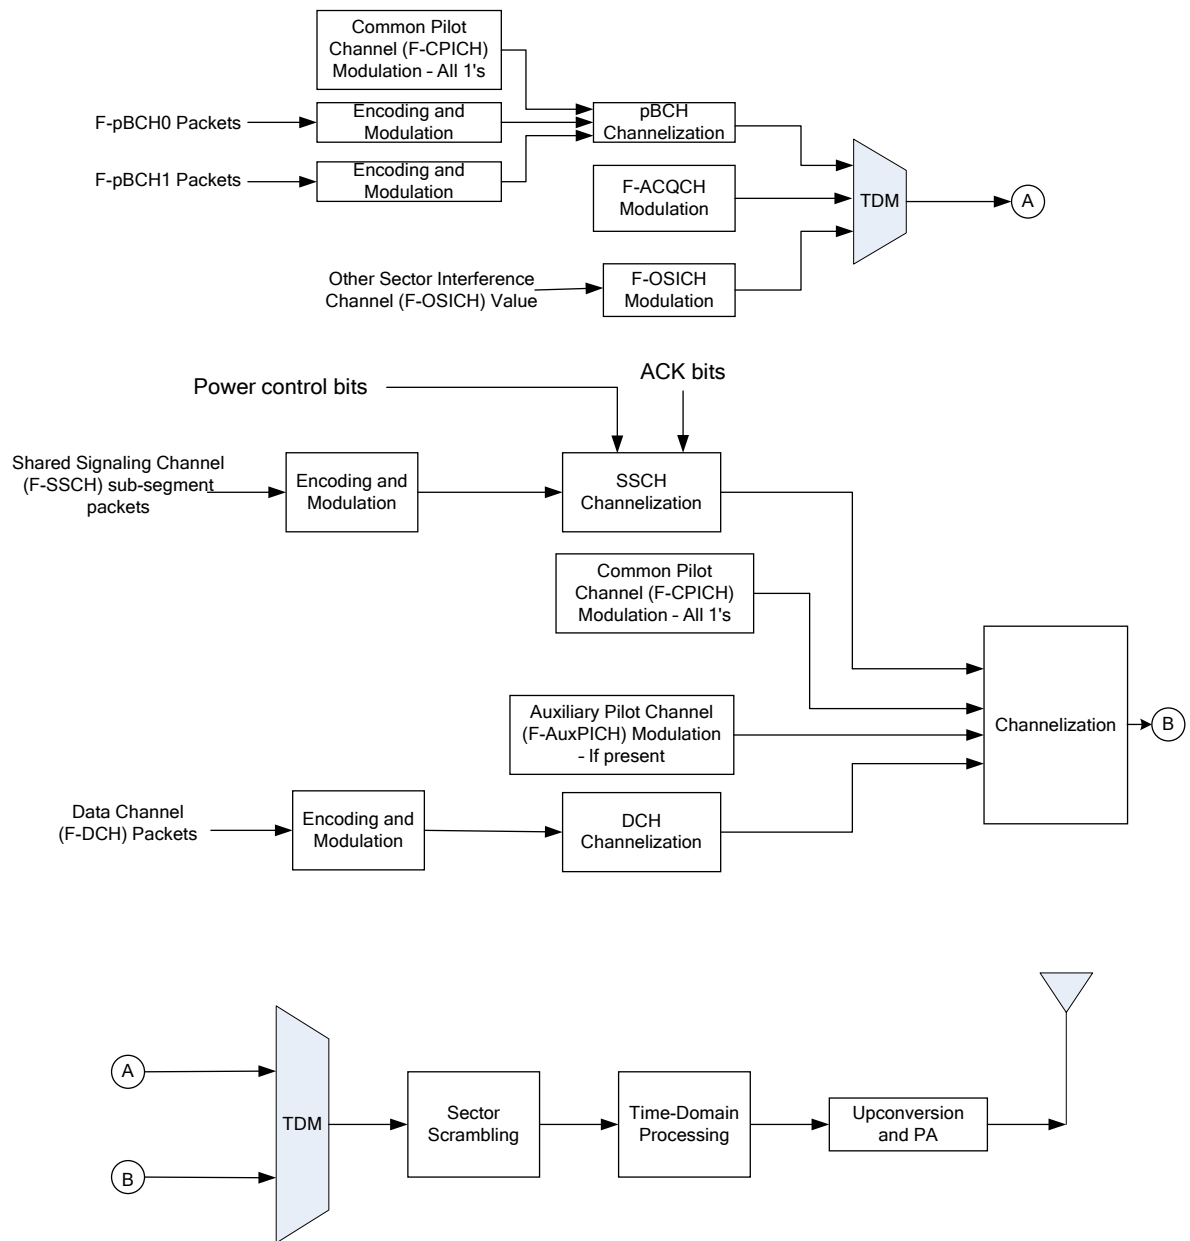 Common Pilot
Channel (F-CPICH)
Modulation - All 1's
F-pBCH0 Packets
Encoding and
Modulation
pBCH
Channelization
F-pBCH1 Packets
Encoding and
Modulation
F-ACQCH
Modulation
TDM
A
Other Sector Interference
Channel (F-OSICH) Value
F-OSICH
Modulation
Power control bits
ACK bits
Shared Signaling Channel
(F-SSCH) sub-segment
packets
Encoding and
Modulation
SSCH
Channelization
Common Pilot
Channel (F-CPICH)
Modulation - All 1's
Auxiliary Pilot Channel
(F-AuxPICH) Modulation
- If present
Channelization
B
Data Channel
(F-DCH) Packets
Encoding and
Modulation
DCH
Channelization
A
B
TDM
Sector
Scrambling
Time-Domain
Processing
Upconversion
and PA